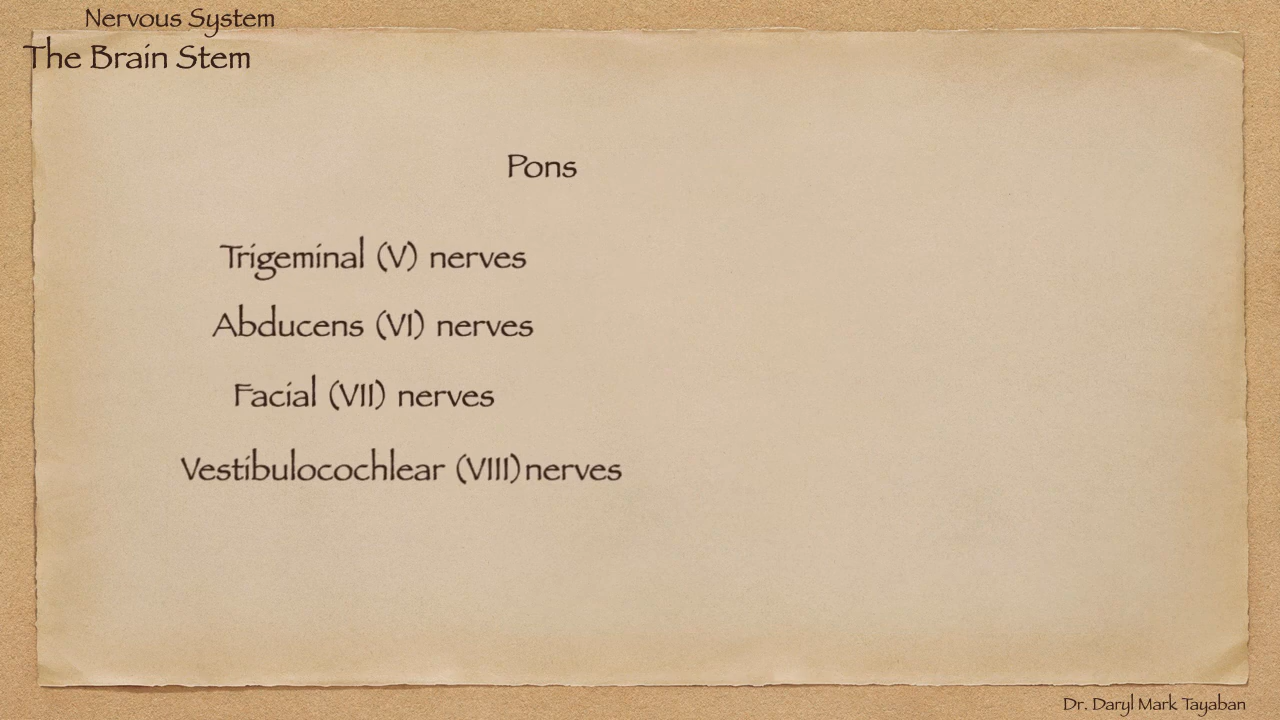 Nervous System
The Brain Stem
Pons
Trigeminal (V) nerves
Abducens (VI) nerves
Facial (VII) nerves
Vestibulocochlear (VIII) nerves
Dr. Daryl Mark Tayaban